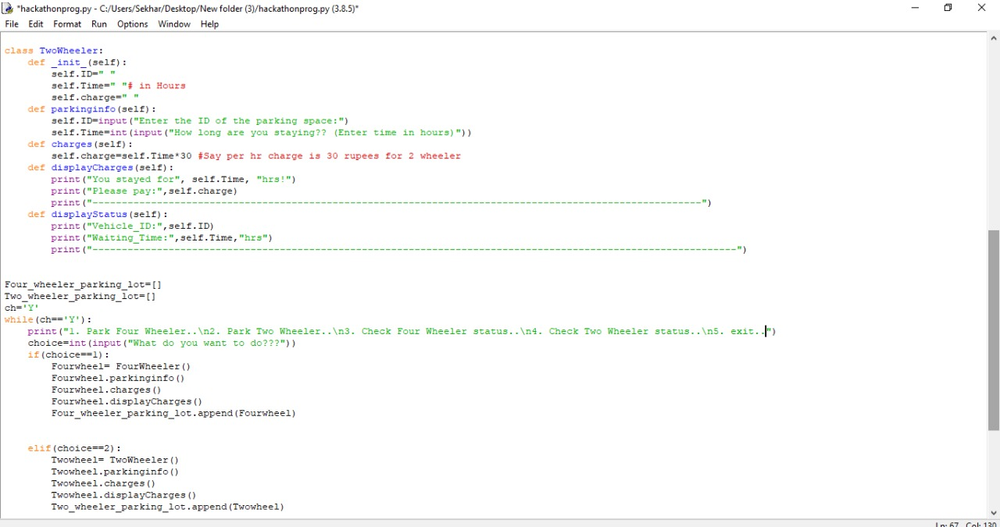 *hackathonprog.py - C:/Users/Sekhar/Desktop/New folder (3)/hackathonprog.py (3.8.5)*
File Edit Format Run Options Window Help
class TwoWheeler:
    def _init_(self):
        self.ID=" "
        self.Time=" "# in Hours
        self.charge=" "
    def parkinginfo(self):
        self.ID=input("Enter the ID of the parking space:")
        self.Time=int(input("How long are you staying?? (Enter time in hours)"))
    def charges(self):
        self.charge=self.Time*30 #Say per hr charge is 30 rupees for 2 wheeler
    def displayCharges(self):
        print("You stayed for", self.Time, "hrs!")
        print("Please pay:",self.charge)
        print("--------------------------------------------------------------------------------------------------------")
    def displayStatus(self):
        print("Vehicle_ID:",self.ID)
        print("Waiting_Time:",self.Time,"hrs")
        print("--------------------------------------------------------------------------------------------------------------")
Four_wheeler_parking_lot=[]
Two_wheeler_parking_lot=[]
ch='Y'
while(ch=='Y'):
    print("1. Park Four Wheeler..\n2. Park Two Wheeler..\n3. Check Four Wheeler status..\n4. Check Two Wheeler status..\n5. exit..")
    choice=int(input("What do you want to do???"))
    if(choice==1):
        Fourwheel= FourWheeler()
        Fourwheel.parkinginfo()
        Fourwheel.charges()
        Fourwheel.displayCharges()
        Four_wheeler_parking_lot.append(Fourwheel)
    elif(choice==2):
        Twowheel= TwoWheeler()
        Twowheel.parkinginfo()
        Twowheel.charges()
        Twowheel.displayCharges()
        Two_wheeler_parking_lot.append(Twowheel)
Ln: 67 Col: 130